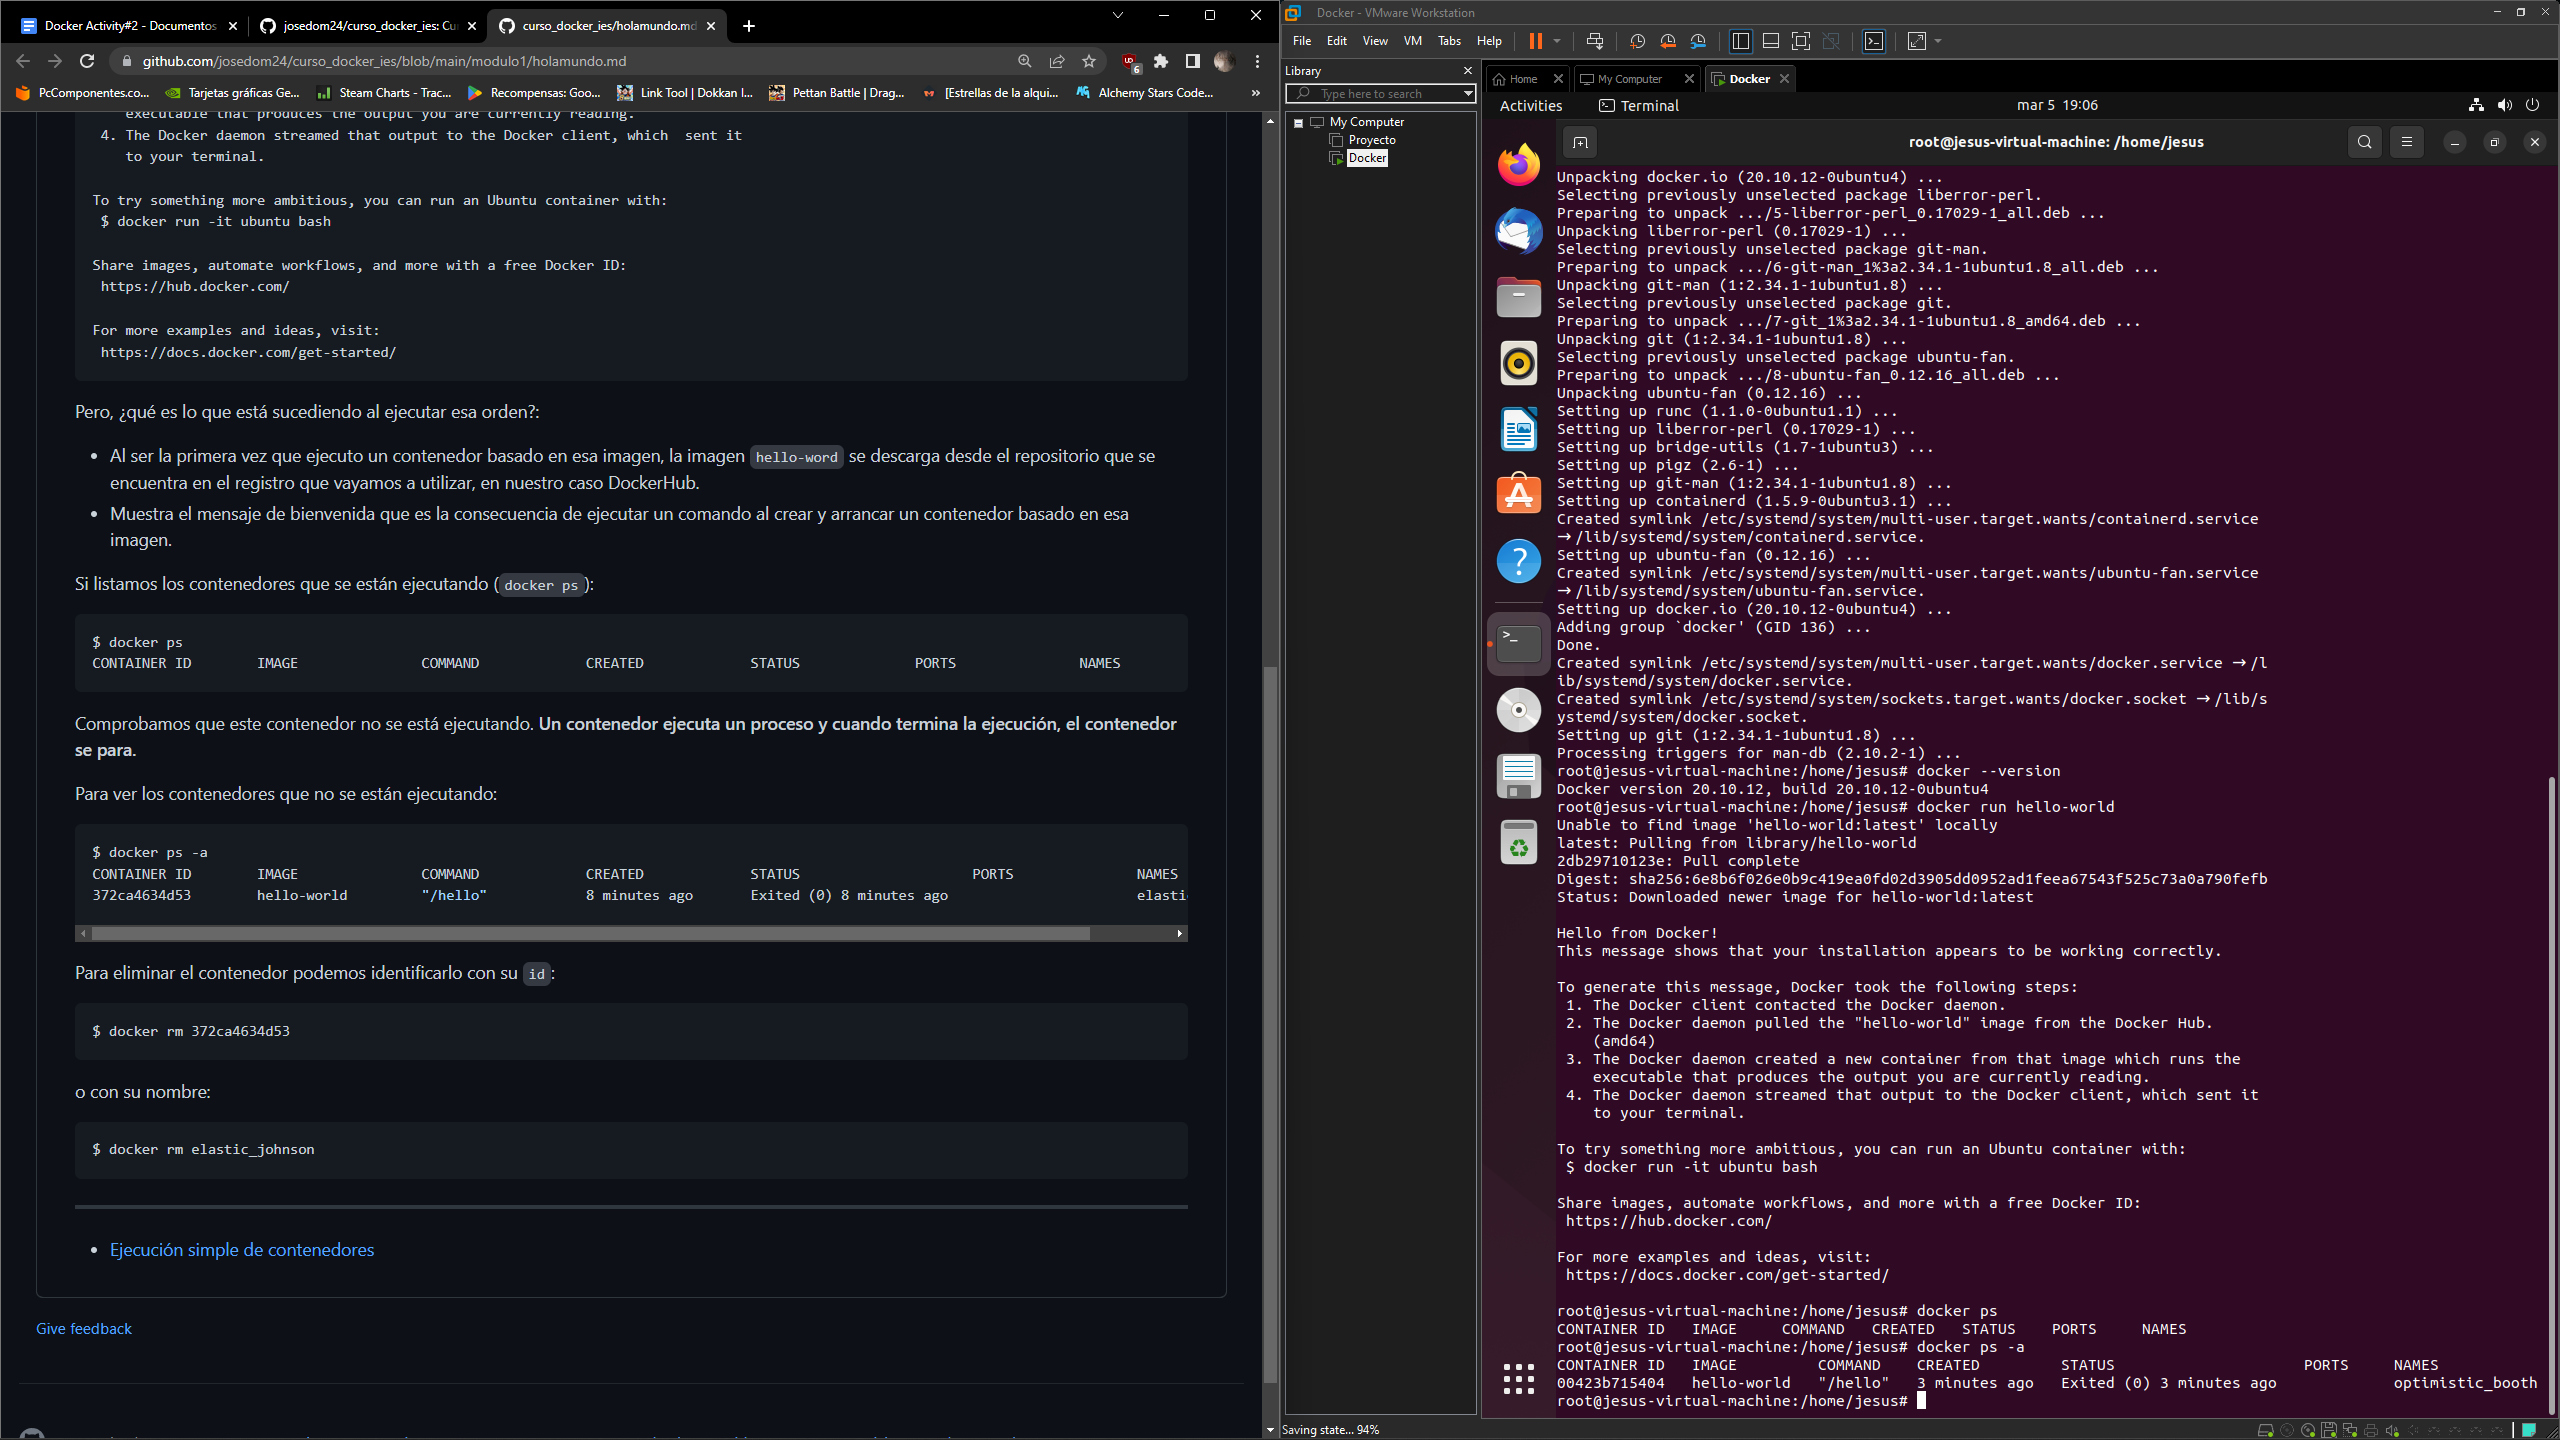 Docker Activity#2 - Documentos
josedom24/curso_docker_ies: Cu
curso_docker_ies/holamundo.md
github.com/josedom24/curso_docker_ies/blob/main/modulo1/holamundo.md
6
PcComponentes.co...
Tarjetas gráficas Ge...
Steam Charts - Trac...
Recompensas: Goo...
Link Tool | Dokkan I...
Pettan Battle | Drag...
[Estrellas de la alqui...
Alchemy Stars Code...
»
executable that produces the output you are currently reading.
4. The Docker daemon streamed that output to the Docker client, which  sent it
to your terminal.
To try something more ambitious, you can run an Ubuntu container with:
$ docker run -it ubuntu bash
Share images, automate workflows, and more with a free Docker ID:
https://hub.docker.com/
For more examples and ideas, visit:
https://docs.docker.com/get-started/
Pero, ¿qué es lo que está sucediendo al ejecutar esa orden?:
• Al ser la primera vez que ejecuto un contenedor basado en esa imagen, la imagen hello-word se descarga desde el repositorio que se
encuentra en el registro que vayamos a utilizar, en nuestro caso DockerHub.
• Muestra el mensaje de bienvenida que es la consecuencia de ejecutar un comando al crear y arrancar un contenedor basado en esa
imagen.
Si listamos los contenedores que se están ejecutando (docker ps):
$ docker ps
CONTAINER ID IMAGE COMMAND CREATED STATUS PORTS NAMES
Comprobamos que este contenedor no se está ejecutando. Un contenedor ejecuta un proceso y cuando termina la ejecución, el contenedor
se para.
Para ver los contenedores que no se están ejecutando:
$ docker ps -a
CONTAINER ID IMAGE COMMAND CREATED STATUS PORTS NAMES
372ca4634d53 hello-world "/hello" 8 minutes ago Exited (0) 8 minutes ago elasti
Para eliminar el contenedor podemos identificarlo con su id:
$ docker rm 372ca4634d53
o con su nombre:
$ docker rm elastic_johnson
• Ejecución simple de contenedores
Give feedback
Docker - VMware Workstation
File Edit View VM Tabs Help
Library
Type here to search
My Computer
Proyecto
Docker
Home
My Computer
Docker
Activities
Terminal
mar 5 19:06
root@jesus-virtual-machine: /home/jesus
Unpacking docker.io (20.10.12-0ubuntu4) ...
Selecting previously unselected package liberror-perl.
Preparing to unpack .../5-liberror-perl_0.17029-1_all.deb ...
Unpacking liberror-perl (0.17029-1) ...
Selecting previously unselected package git-man.
Preparing to unpack .../6-git-man_1%3a2.34.1-1ubuntu1.8_all.deb ...
Unpacking git-man (1:2.34.1-1ubuntu1.8) ...
Selecting previously unselected package git.
Preparing to unpack .../7-git_1%3a2.34.1-1ubuntu1.8_amd64.deb ...
Unpacking git (1:2.34.1-1ubuntu1.8) ...
Selecting previously unselected package ubuntu-fan.
Preparing to unpack .../8-ubuntu-fan_0.12.16_all.deb ...
Unpacking ubuntu-fan (0.12.16) ...
Setting up runc (1.1.0-0ubuntu1.1) ...
Setting up liberror-perl (0.17029-1) ...
Setting up bridge-utils (1.7-1ubuntu3) ...
Setting up pigz (2.6-1) ...
Setting up git-man (1:2.34.1-1ubuntu1.8) ...
Setting up containerd (1.5.9-0ubuntu3.1) ...
Created symlink /etc/systemd/system/multi-user.target.wants/containerd.service
→ /lib/systemd/system/containerd.service.
Setting up ubuntu-fan (0.12.16) ...
Created symlink /etc/systemd/system/multi-user.target.wants/ubuntu-fan.service
→ /lib/systemd/system/ubuntu-fan.service.
Setting up docker.io (20.10.12-0ubuntu4) ...
Adding group `docker' (GID 136) ...
Done.
Created symlink /etc/systemd/system/multi-user.target.wants/docker.service → /l
ib/systemd/system/docker.service.
Created symlink /etc/systemd/system/sockets.target.wants/docker.socket → /lib/s
ystemd/system/docker.socket.
Setting up git (1:2.34.1-1ubuntu1.8) ...
Processing triggers for man-db (2.10.2-1) ...
root@jesus-virtual-machine:/home/jesus# docker --version
Docker version 20.10.12, build 20.10.12-0ubuntu4
root@jesus-virtual-machine:/home/jesus# docker run hello-world
Unable to find image 'hello-world:latest' locally
latest: Pulling from library/hello-world
2db29710123e: Pull complete
Digest: sha256:6e8b6f026e0b9c419ea0fd02d3905dd0952ad1feea67543f525c73a0a790fefb
Status: Downloaded newer image for hello-world:latest
Hello from Docker!
This message shows that your installation appears to be working correctly.
To generate this message, Docker took the following steps:
1. The Docker client contacted the Docker daemon.
2. The Docker daemon pulled the "hello-world" image from the Docker Hub.
(amd64)
3. The Docker daemon created a new container from that image which runs the
executable that produces the output you are currently reading.
4. The Docker daemon streamed that output to the Docker client, which sent it
to your terminal.
To try something more ambitious, you can run an Ubuntu container with:
$ docker run -it ubuntu bash
Share images, automate workflows, and more with a free Docker ID:
https://hub.docker.com/
For more examples and ideas, visit:
https://docs.docker.com/get-started/
root@jesus-virtual-machine:/home/jesus# docker ps
CONTAINER ID IMAGE COMMAND CREATED STATUS PORTS NAMES
root@jesus-virtual-machine:/home/jesus# docker ps -a
CONTAINER ID IMAGE COMMAND CREATED STATUS PORTS NAMES
00423b715404 hello-world "/hello" 3 minutes ago Exited (0) 3 minutes ago optimistic_booth
root@jesus-virtual-machine:/home/jesus#
Saving state... 94%